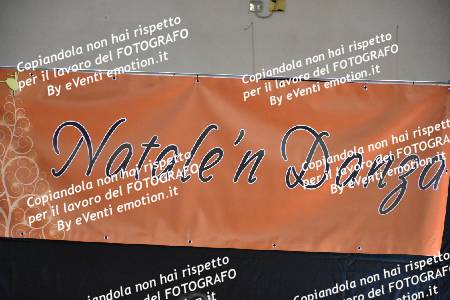 Copiandola non hai rispetto
per il lavoro del FOTOGRAFO
By eVenti emotion.it
Copiandola non hai rispetto
per il lavoro del FOTOGRAFO
By eVenti emotion.it
Natale'n Danza
Copiandola non hai rispetto
per il lavoro del FOTOGRAFO
By eVenti emotion.it
Copiandola non hai rispetto
per il lavoro del FOTOGRAFO
By eVenti emotion.it
Copiandola non hai rispetto
per il lavoro del FOTOGRAFO
Copiandola non hai rispetto
per il lavoro del FOTOGRAFO